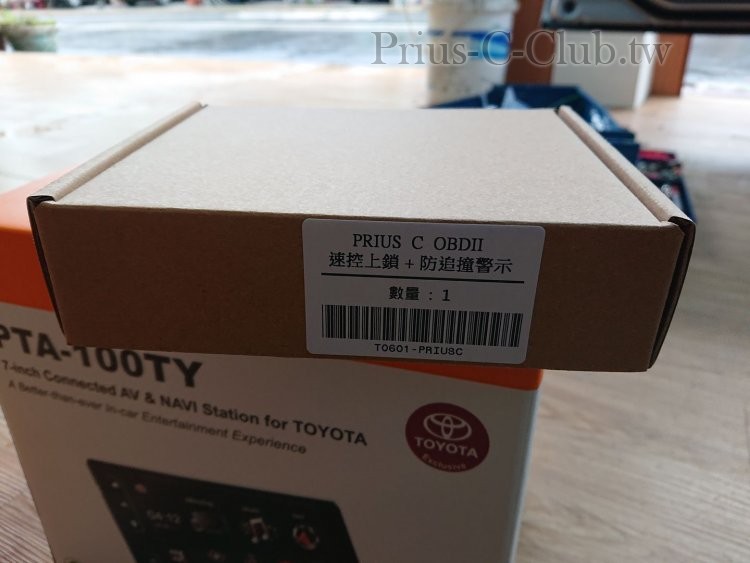 Prius-C-Club.tw
PRIUS C OBDII
速控上鎖 + 防追撞警示
數量 : 1
T0601-PRIUSC
PTA-100TY
7-inch Connected AV & NAVI Station for TOYOTA
A Better-than-ever In-car Entertainment Experience
TOYOTA
Exclusive
04:12